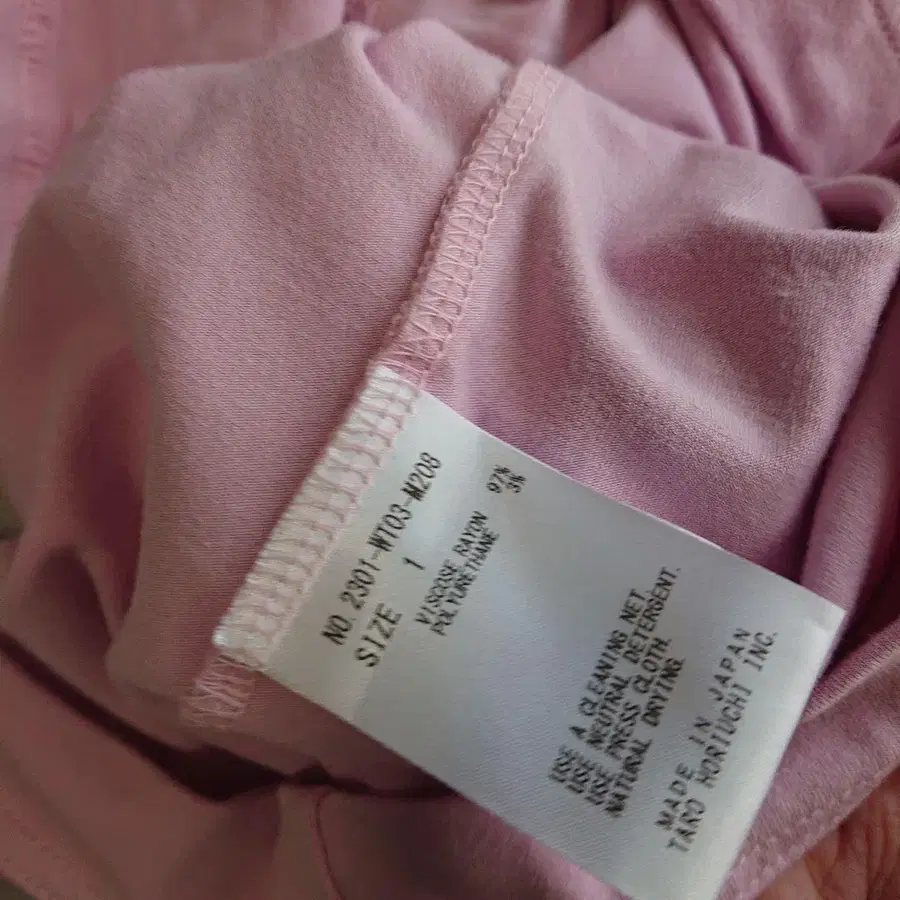 NO. 2301-WT03-M208
SIZE 1
VISCOSE RAYON 97%
POLYURETHANE 3%
USE A CLEANING NET.
USE NEUTRAL DETERGENT.
USE PRESS CLOTH.
NATURAL DRYING.
MADE IN JAPAN
TARO HORIUCHI INC.